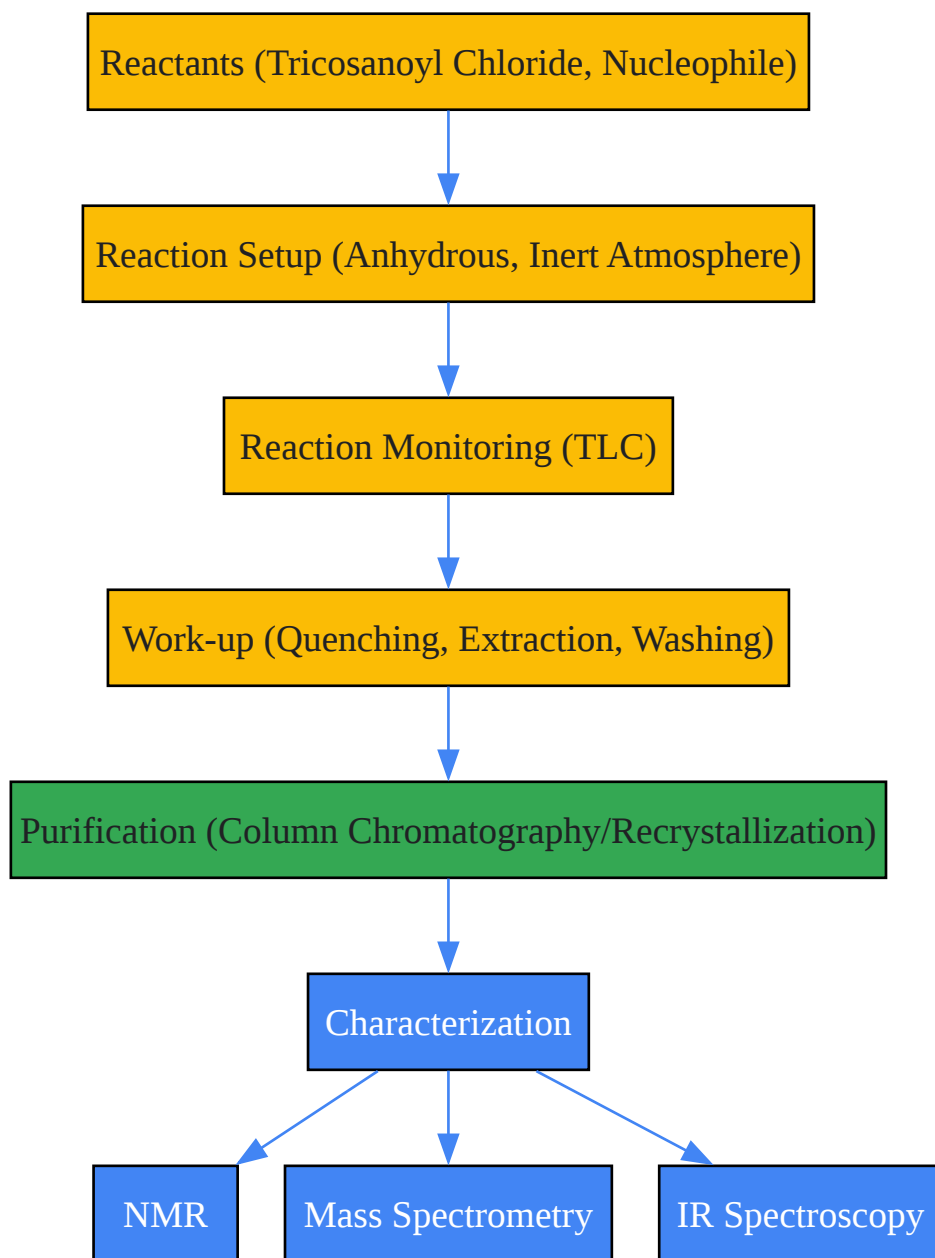 Reactants (Tricosanoyl Chloride, Nucleophile)
Reaction Setup (Anhydrous, Inert Atmosphere)
Reaction Monitoring (TLC)
Work-up (Quenching, Extraction, Washing)
Purification (Column Chromatography/Recrystallization)
Characterization
NMR
Mass Spectrometry
IR Spectroscopy